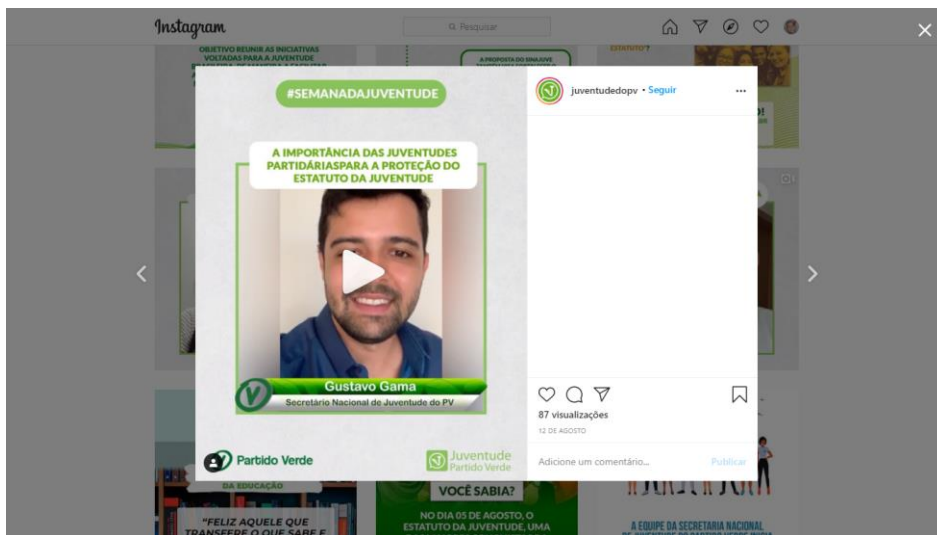 Instagram
Pesquisar
OBJETIVO REUNIR AS INICIATIVAS
VOLTADAS PARA A JUVENTUDE
A PROPOSTA DO SINAJUVE
ESTATUTO"?
#SEMANADAJUVENTUDE
A IMPORTÂNCIA DAS JUVENTUDES
PARTIDÁRIASPARA A PROTEÇÃO DO
ESTATUTO DA JUVENTUDE
Gustavo Gama
Secretário Nacional de Juventude do PV
Partido Verde
Juventude
Partido Verde
juventudedopv • Seguir
87 visualizações
12 DE AGOSTO
Adicione um comentário...
Publicar
DA EDUCAÇÃO
"FELIZ AQUELE QUE
TRANSFERE O QUE SABE E
VOCÊ SABIA?
NO DIA 05 DE AGOSTO, O
ESTATUTO DA JUVENTUDE, UMA
A EQUIPE DA SECRETARIA NACIONAL